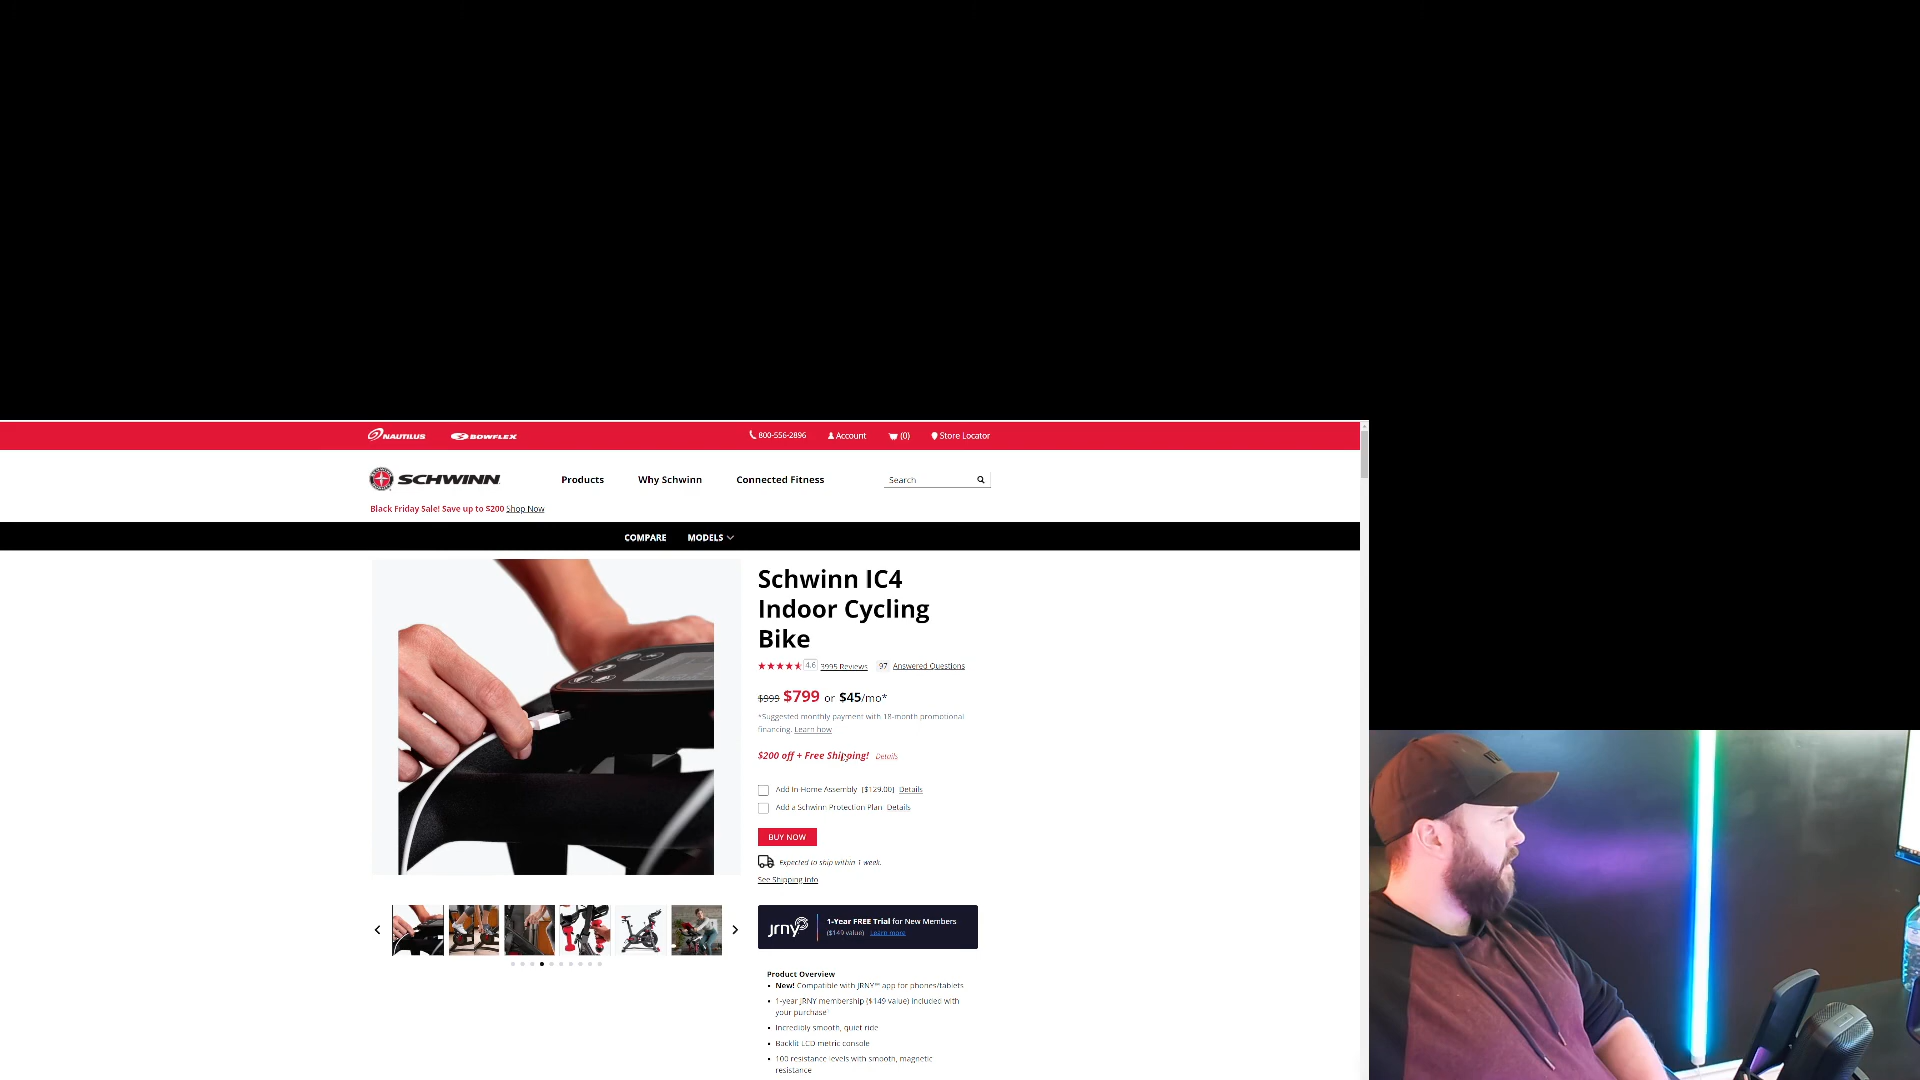 NAUTILUS BOWFLEX 800-556-2896 Account (0) Store Locator
SCHWINN Products Why Schwinn Connected Fitness Search
Black Friday Sale! Save up to $200 Shop Now
COMPARE MODELS
Schwinn IC4
Indoor Cycling
Bike
4.6 3995 Reviews 97 Answered Questions
$999 $799 or $45/mo*
*Suggested monthly payment with 18-month promotional
financing. Learn how
$200 off + Free Shipping! Details
Add In Home Assembly ($129.00) Details
Add a Schwinn Protection Plan Details
BUY NOW
Expected to ship within 1 week.
See Shipping Info
jrny 1-Year FREE Trial for New Members
($149 value) Learn more
Product Overview
• New! Compatible with JRNY™ app for phones/tablets
• 1-year JRNY membership ($149 value) included with
your purchase¹
• Incredibly smooth, quiet ride
• Backlit LCD metric console
• 100 resistance levels with smooth, magnetic
resistance